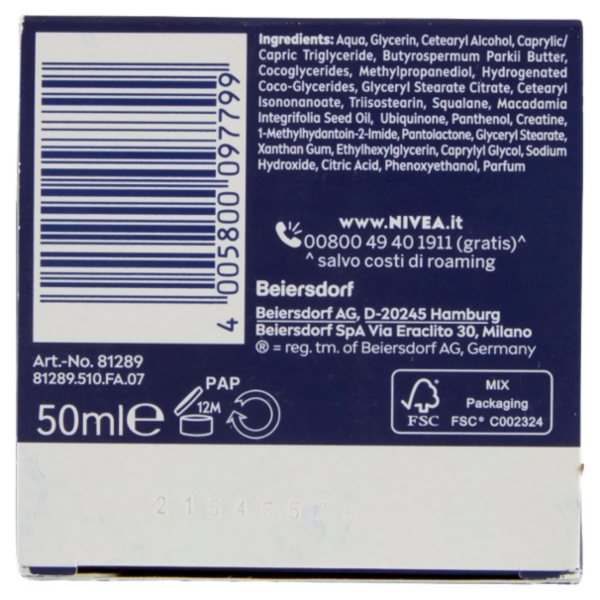 Ingredients: Aqua, Glycerin, Cetearyl Alcohol, Caprylic/
Capric Triglyceride, Butyrospermum Parkii Butter,
Cocoglycerides, Methylpropanediol, Hydrogenated
Coco-Glycerides, Glyceryl Stearate Citrate, Cetearyl
Isononanoate, Triisostearin, Squalane, Macadamia
Integrifolia Seed Oil, Ubiquinone, Panthenol, Creatine,
1-Methylhydantoin-2-Imide, Pantolactone, Glyceryl Stearate,
Xanthan Gum, Ethylhexylglycerin, Caprylyl Glycol, Sodium
Hydroxide, Citric Acid, Phenoxyethanol, Parfum
4 005800 097799
www.NIVEA.it
00800 49 40 1911 (gratis)^
^ salvo costi di roaming
Beiersdorf
Beiersdorf AG, D-20245 Hamburg
Beiersdorf SpA Via Eraclito 30, Milano
® = reg. tm. of Beiersdorf AG, Germany
Art.-No. 81289
81289.510.FA.07
50ml℮
12M
PAP
FSC
MIX
Packaging
FSC® C002324